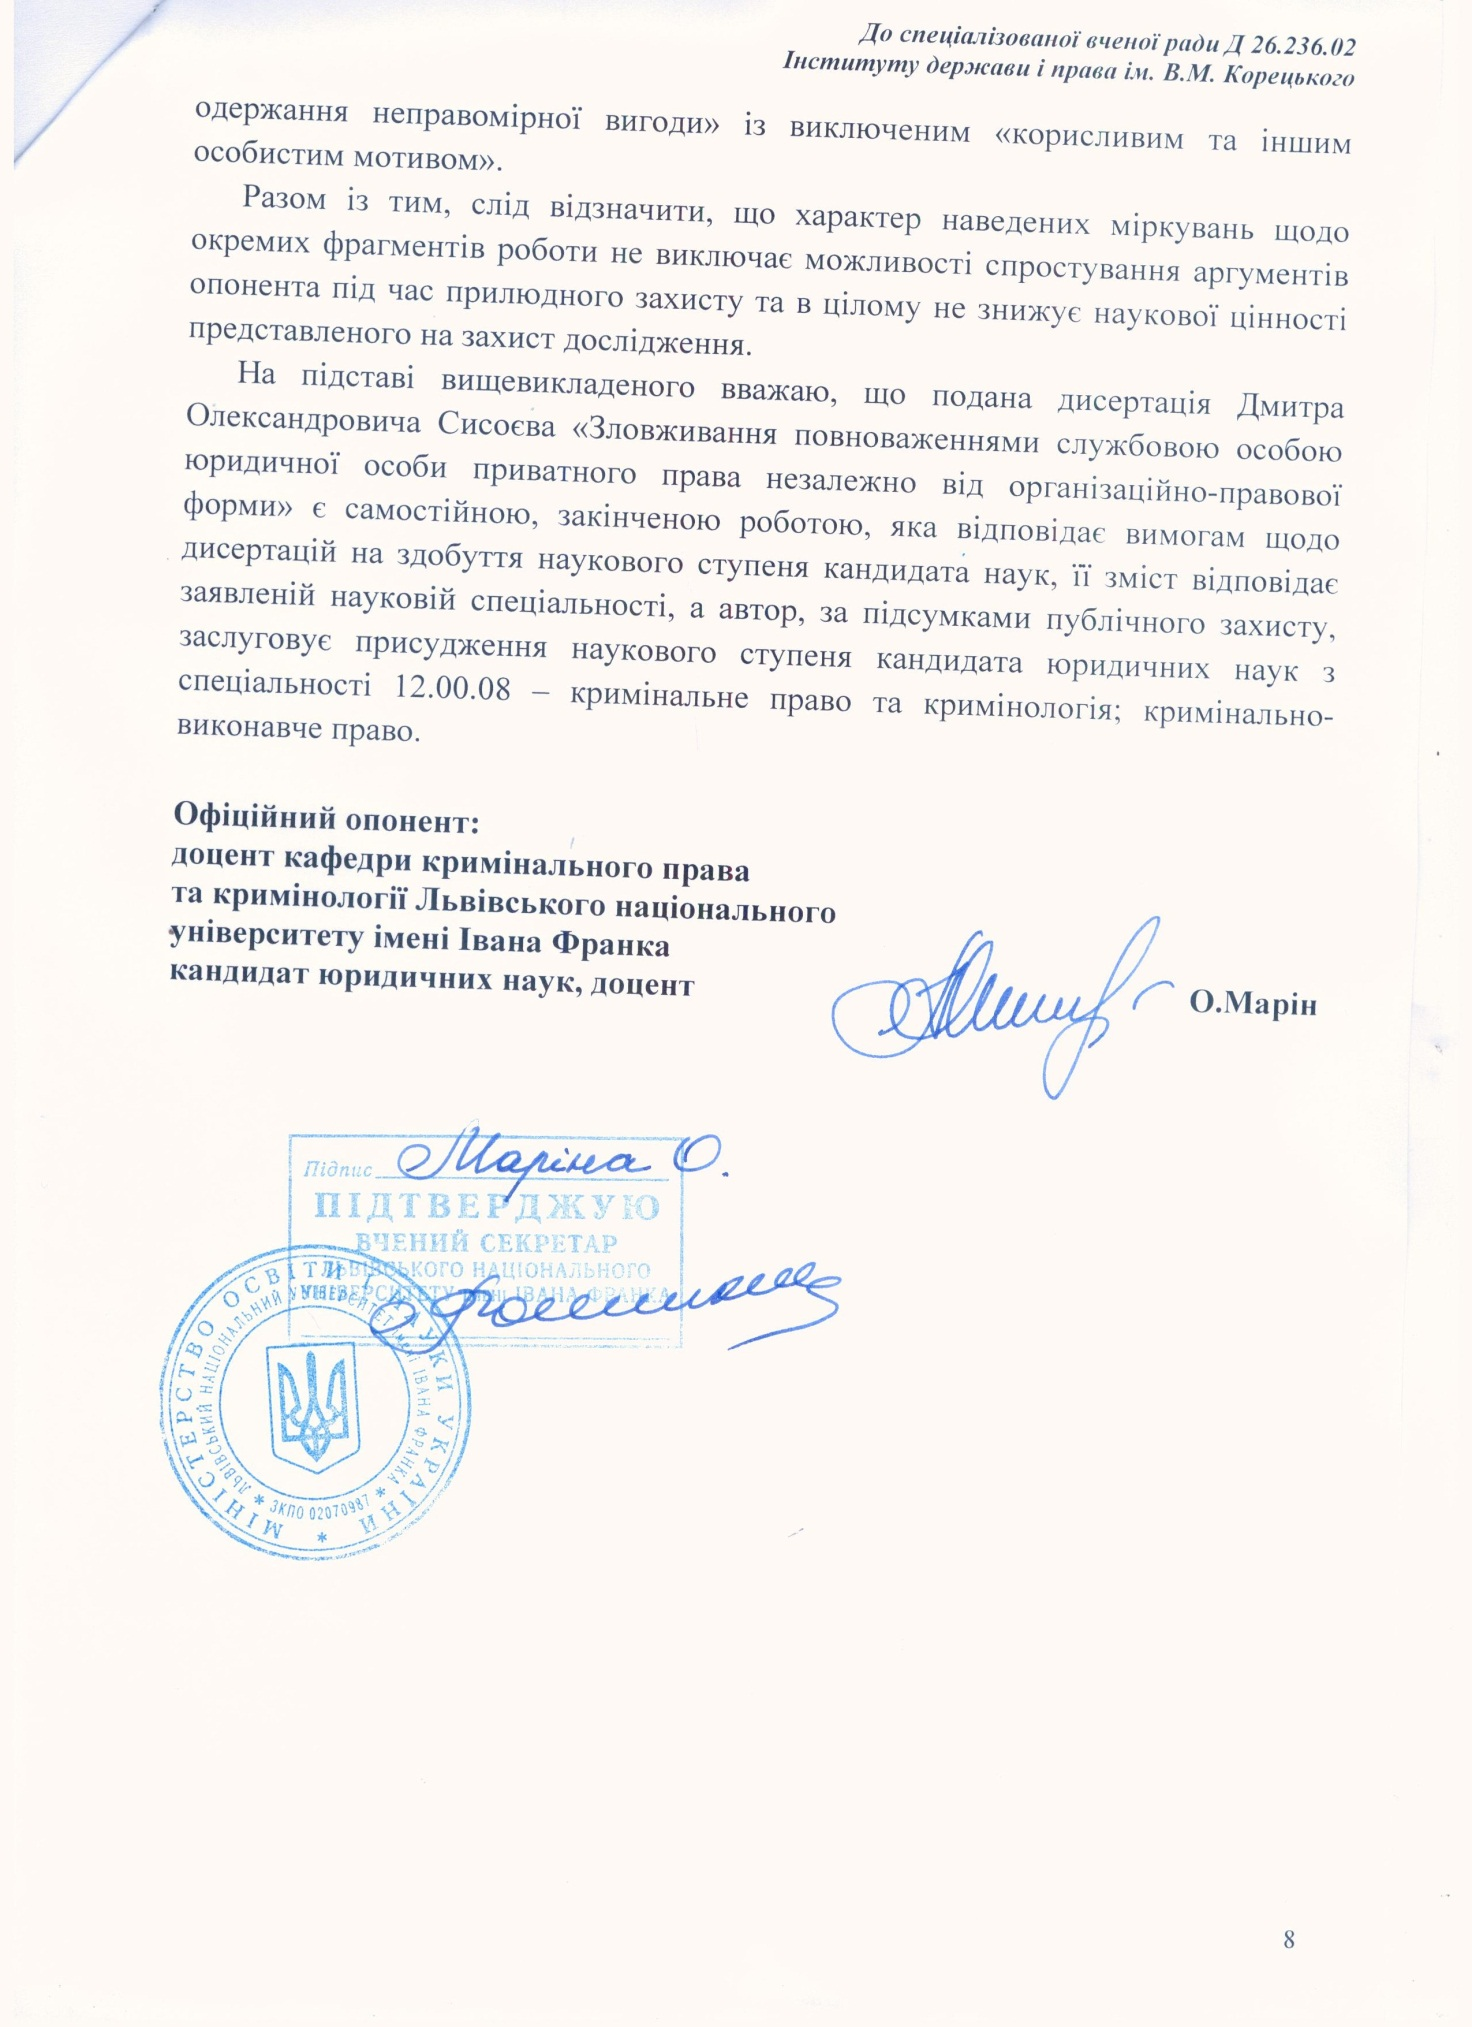 До спеціалізованої вченої ради Д 26.236.02
Інституту держави і права ім. В.М. Корецького
одержання неправомірної вигоди» із виключеним «корисливим та іншим
особистим мотивом».
Разом із тим, слід відзначити, що характер наведених міркувань щодо
окремих фрагментів роботи не виключає можливості спростування аргументів
опонента під час прилюдного захисту та в цілому не знижує наукової цінності
представленого на захист дослідження.
На підставі вищевикладеного вважаю, що подана дисертація Дмитра
Олександровича Сисоєва «Зловживання повноваженнями службовою особою
юридичної особи приватного права незалежно від організаційно-правової
форми» є самостійною, закінченою роботою, яка відповідає вимогам щодо
дисертацій на здобуття наукового ступеня кандидата наук, її зміст відповідає
заявленій науковій спеціальності, а автор, за підсумками публічного захисту,
заслуговує присудження наукового ступеня кандидата юридичних наук з
спеціальності 12.00.08 – кримінальне право та кримінологія; кримінально-
виконавче право.
Офіційний опонент:
доцент кафедри кримінального права
та кримінології Львівського національного
університету імені Івана Франка
кандидат юридичних наук, доцент
О.Марін
Підпис Маріна О.
ПІДТВЕРДЖУЮ
ВЧЕНИЙ СЕКРЕТАР
ЛЬВІВСЬКОГО НАЦІОНАЛЬНОГО
УНІВЕРСИТЕТУ імені ІВАНА ФРАНКА
МІНІСТЕРСТВО ОСВІТИ І НАУКИ УКРАЇНИ *
ЛЬВІВСЬКИЙ НАЦІОНАЛЬНИЙ УНІВЕРСИТЕТ ІМЕНІ ІВАНА ФРАНКА
* ЗКПО 02070987 *
8